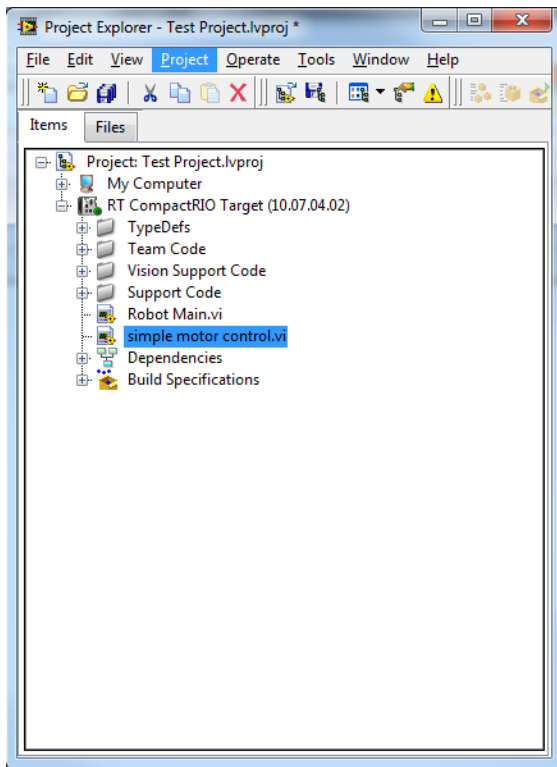 Project Explorer - Test Project.lvproj *
File Edit View Project Operate Tools Window Help
Items Files
Project: Test Project.lvproj
My Computer
RT CompactRIO Target (10.07.04.02)
TypeDefs
Team Code
Vision Support Code
Support Code
Robot Main.vi
simple motor control.vi
Dependencies
Build Specifications